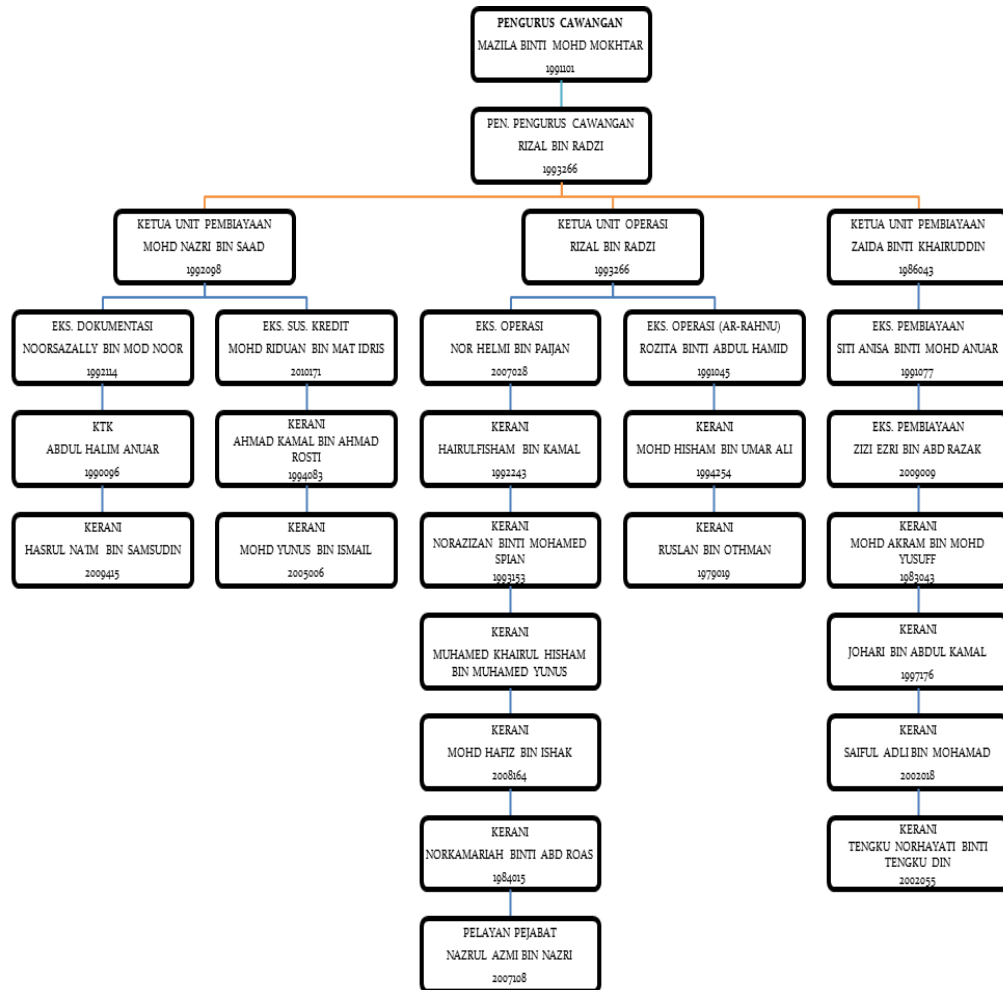 PENGURUS CAWANGAN
MAZILA BINTI MOHD MOKHTAR
1991101
PEN. PENGURUS CAWANGAN
RIZAL BIN RADZI
1993266
KETUA UNIT PEMBIAYAAN
MOHD NAZRI BIN SAAD
1992098
KETUA UNIT OPERASI
RIZAL BIN RADZI
1993266
KETUA UNIT PEMBIAYAAN
ZAIDA BINTI KHAIRUDDIN
1986043
EKS. DOKUMENTASI
NOORSAZALLY BIN MOD NOOR
1992114
EKS. SUS. KREDIT
MOHD RIDUAN BIN MAT IDRIS
2010171
EKS. OPERASI
NOR HELMI BIN PAIJAN
2007028
EKS. OPERASI (AR-RAHNU)
ROZITA BINTI ABDUL HAMID
1991045
EKS. PEMBIAYAAN
SITI ANISA BINTI MOHD ANUAR
1991077
KTK
ABDUL HALIM ANUAR
1990096
KERANI
AHMAD KAMAL BIN AHMAD
ROSTI
1994083
KERANI
HAIRULFISHAM BIN KAMAL
1992243
KERANI
MOHD HISHAM BIN UMAR ALI
1994254
EKS. PEMBIAYAAN
ZIZI EZRI BIN ABD RAZAK
2009009
KERANI
HASRUL NA'IM BIN SAMSUDIN
2009415
KERANI
MOHD YUNUS BIN ISMAIL
2005006
KERANI
NORAZIZAN BINTI MOHAMED
SPIAN
1993153
KERANI
RUSLAN BIN OTHMAN
1979019
KERANI
MOHD AKRAM BIN MOHD
YUSUFF
1983043
KERANI
MUHAMED KHAIRUL HISHAM
BIN MUHAMED YUNUS
KERANI
JOHARI BIN ABDUL KAMAL
1997176
KERANI
MOHD HAFIZ BIN ISHAK
2008164
KERANI
SAIFUL ADLI BIN MOHAMAD
2002018
KERANI
NORKAMARIAH BINTI ABD ROAS
1984015
KERANI
TENGKU NORHAYATI BINTI
TENGKU DIN
2002055
PELAYAN PEJABAT
NAZRUL AZMI BIN NAZRI
2007108